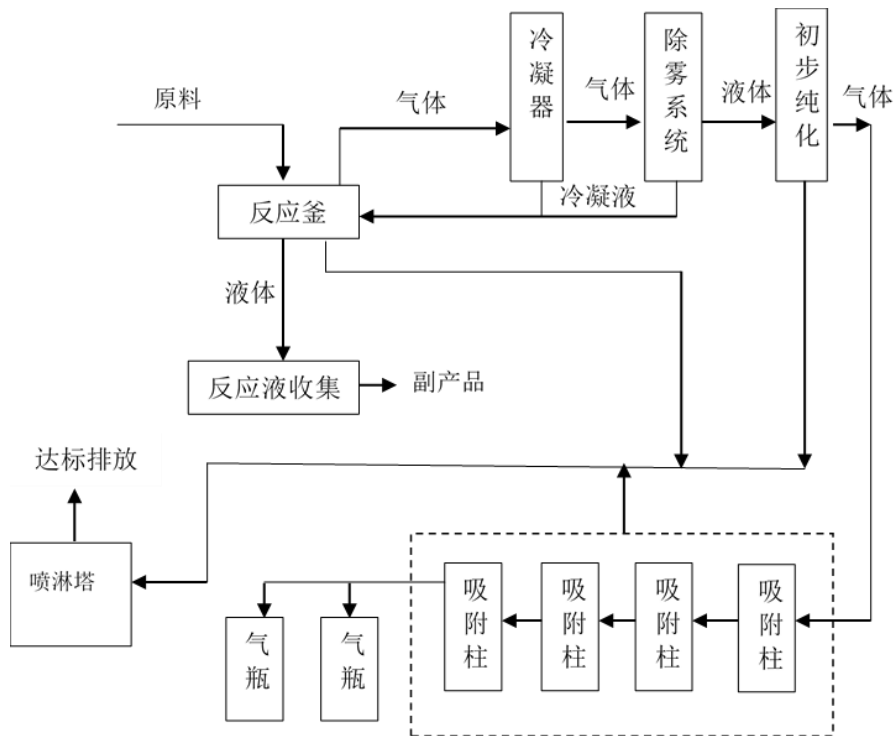 原料
气体
冷凝器
气体
除雾系统
液体
初步纯化
气体
反应釜
冷凝液
液体
反应液收集
副产品
达标排放
喷淋塔
气瓶
气瓶
吸附柱
吸附柱
吸附柱
吸附柱